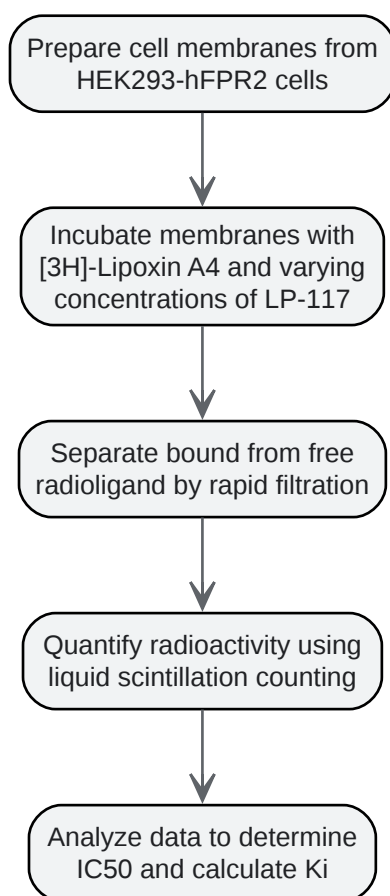 Prepare cell membranes from
HEK293-hFPR2 cells
Incubate membranes with
[3H]-Lipoxin A4 and varying
concentrations of LP-117
Separate bound from free
radioligand by rapid filtration
Quantify radioactivity using
liquid scintillation counting
Analyze data to determine
IC50 and calculate Ki